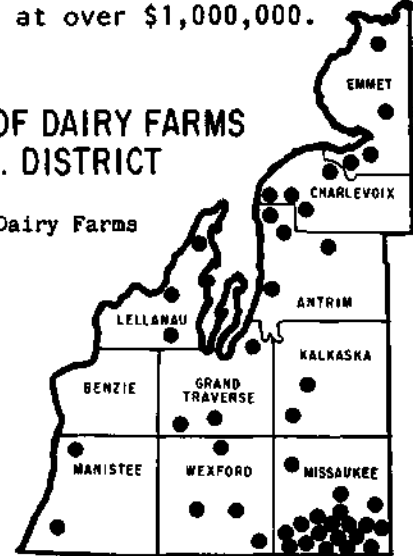 at over $1,000,000.
OF DAIRY FARMS
. DISTRICT
Dairy Farms
EMMET
CHARLEVOIX
ANTRIM
LELLANAU
KALKASKA
BENZIE
GRAND
TRAVERSE
MANISTEE
WEXFORD
MISSAUKEE